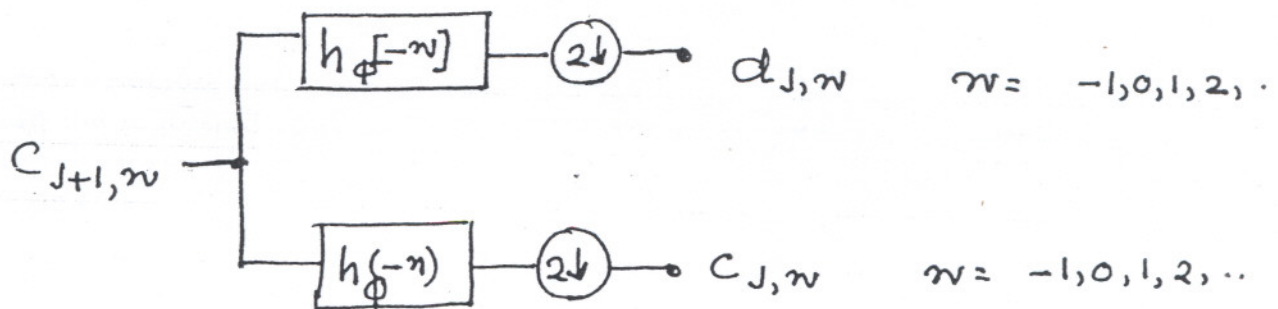 h_ϕ[-n] 2↓ d_{J,n} n= -1,0,1,2,.
C_{J+1,n}
h_ϕ(-n) 2↓ C_{J,n} n= -1,0,1,2,..